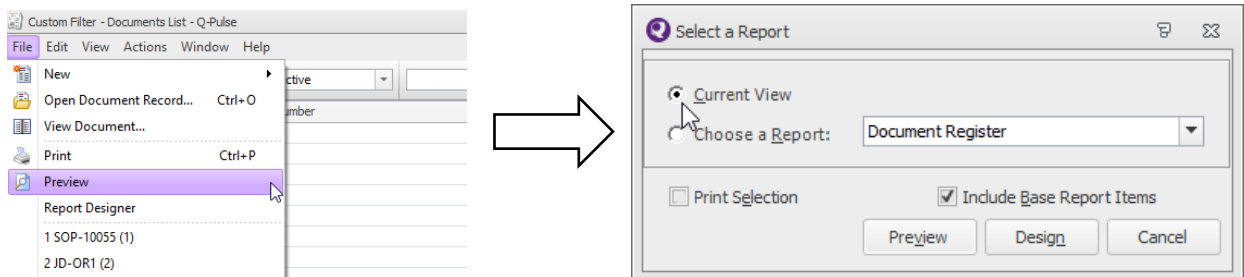 Custom Filter - Documents List - Q-Pulse
File Edit View Actions Window Help
New
ctive
Open Document Record... Ctrl+O
umber
View Document...
Print Ctrl+P
Preview
Report Designer
1 SOP-10055 (1)
2 JD-OR1 (2)
Select a Report
Current View
Choose a Report: Document Register
Print Selection Include Base Report Items
Preview Design Cancel